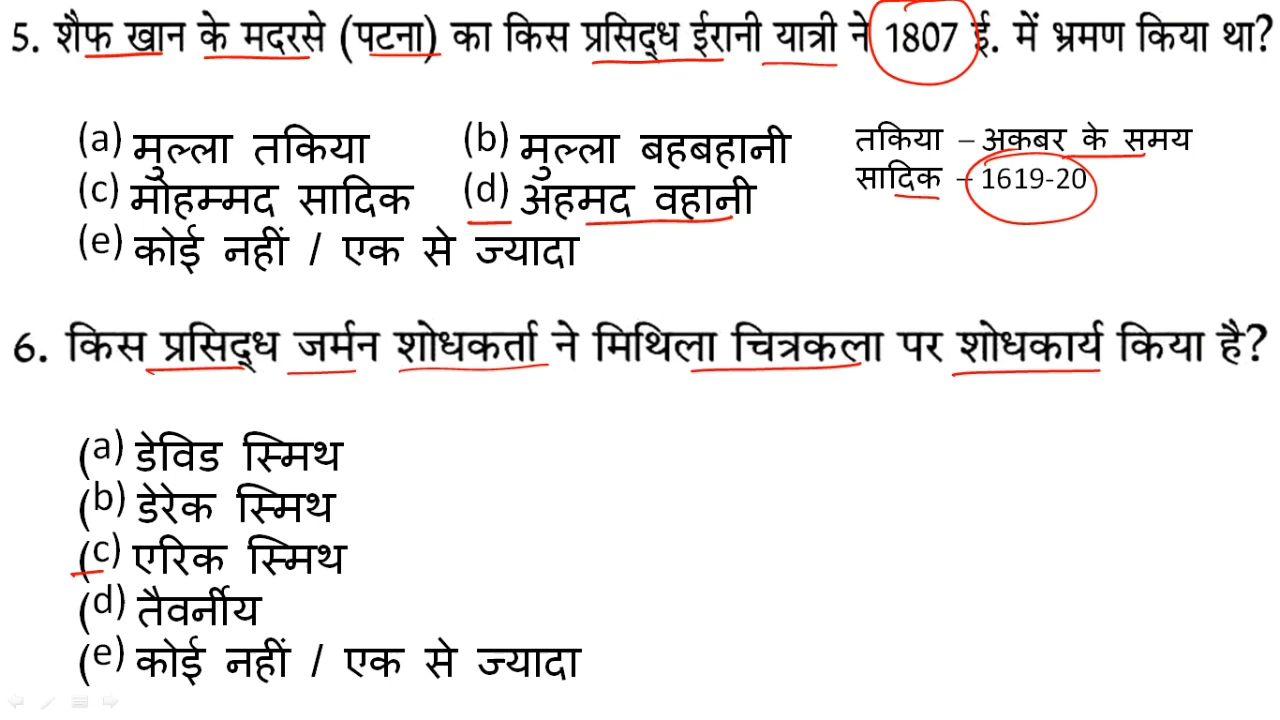 5. शैफ खान के मदरसे (पटना) का किस प्रसिद्ध ईरानी यात्री ने 1807 ई. में भ्रमण किया था?
(a) मुल्ला तकिया (b) मुल्ला बहबहानी
(c) मोहम्मद सादिक (d) अहमद वहानी
(e) कोई नहीं / एक से ज्यादा
तकिया – अकबर के समय
सादिक – 1619-20
6. किस प्रसिद्ध जर्मन शोधकर्ता ने मिथिला चित्रकला पर शोधकार्य किया है?
(a) डेविड स्मिथ
(b) डेरेक स्मिथ
(c) एरिक स्मिथ
(d) तैवर्नीय
(e) कोई नहीं / एक से ज्यादा